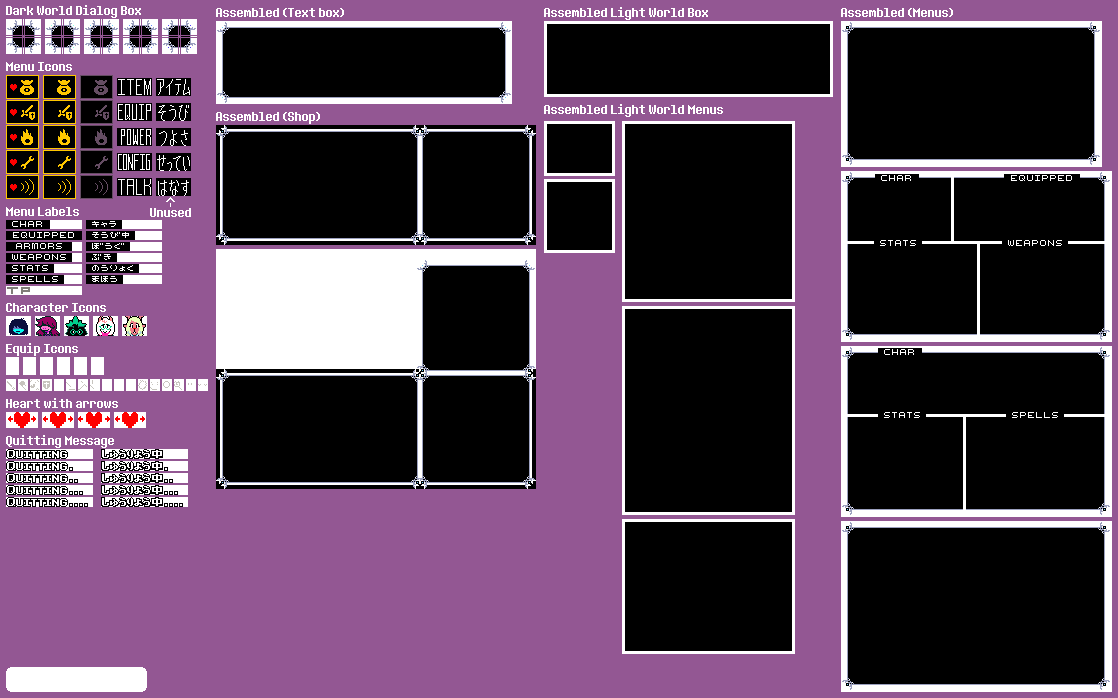 Dark World Dialog Box
Menu Icons
ITEM アイテム
EQUIP そうび
POWER つよさ
CONFIG せってい
TALK はなす
Unused
Menu Labels
CHAR キャラ
EQUIPPED そうび中
ARMORS ぼうぐ
WEAPONS ぶき
STATS のうりょく
SPELLS まほう
TP
Character Icons
Equip Icons
Heart with arrows
Quitting Message
QUITTING しゅうりょう中
QUITTING. しゅうりょう中.
QUITTING.. しゅうりょう中..
QUITTING... しゅうりょう中...
QUITTING.... しゅうりょう中....
Assembled (Text box)
Assembled (Shop)
Assembled Light World Box
Assembled Light World Menus
Assembled (Menus)
CHAR EQUIPPED
STATS WEAPONS
CHAR
STATS SPELLS